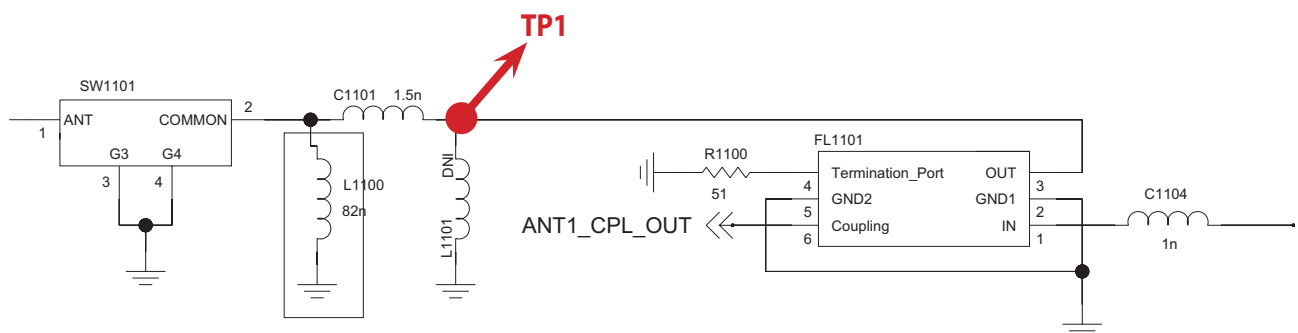 TP1
SW1101
C1101 1.5n
2
ANT COMMON
1
G3 G4
3 4
L1100
82n
DNI
L1101
FL1101
R1100
51
Termination_Port OUT
4 3
GND2 GND1
5 2
ANT1_CPL_OUT
Coupling IN
6 1
C1104
1n